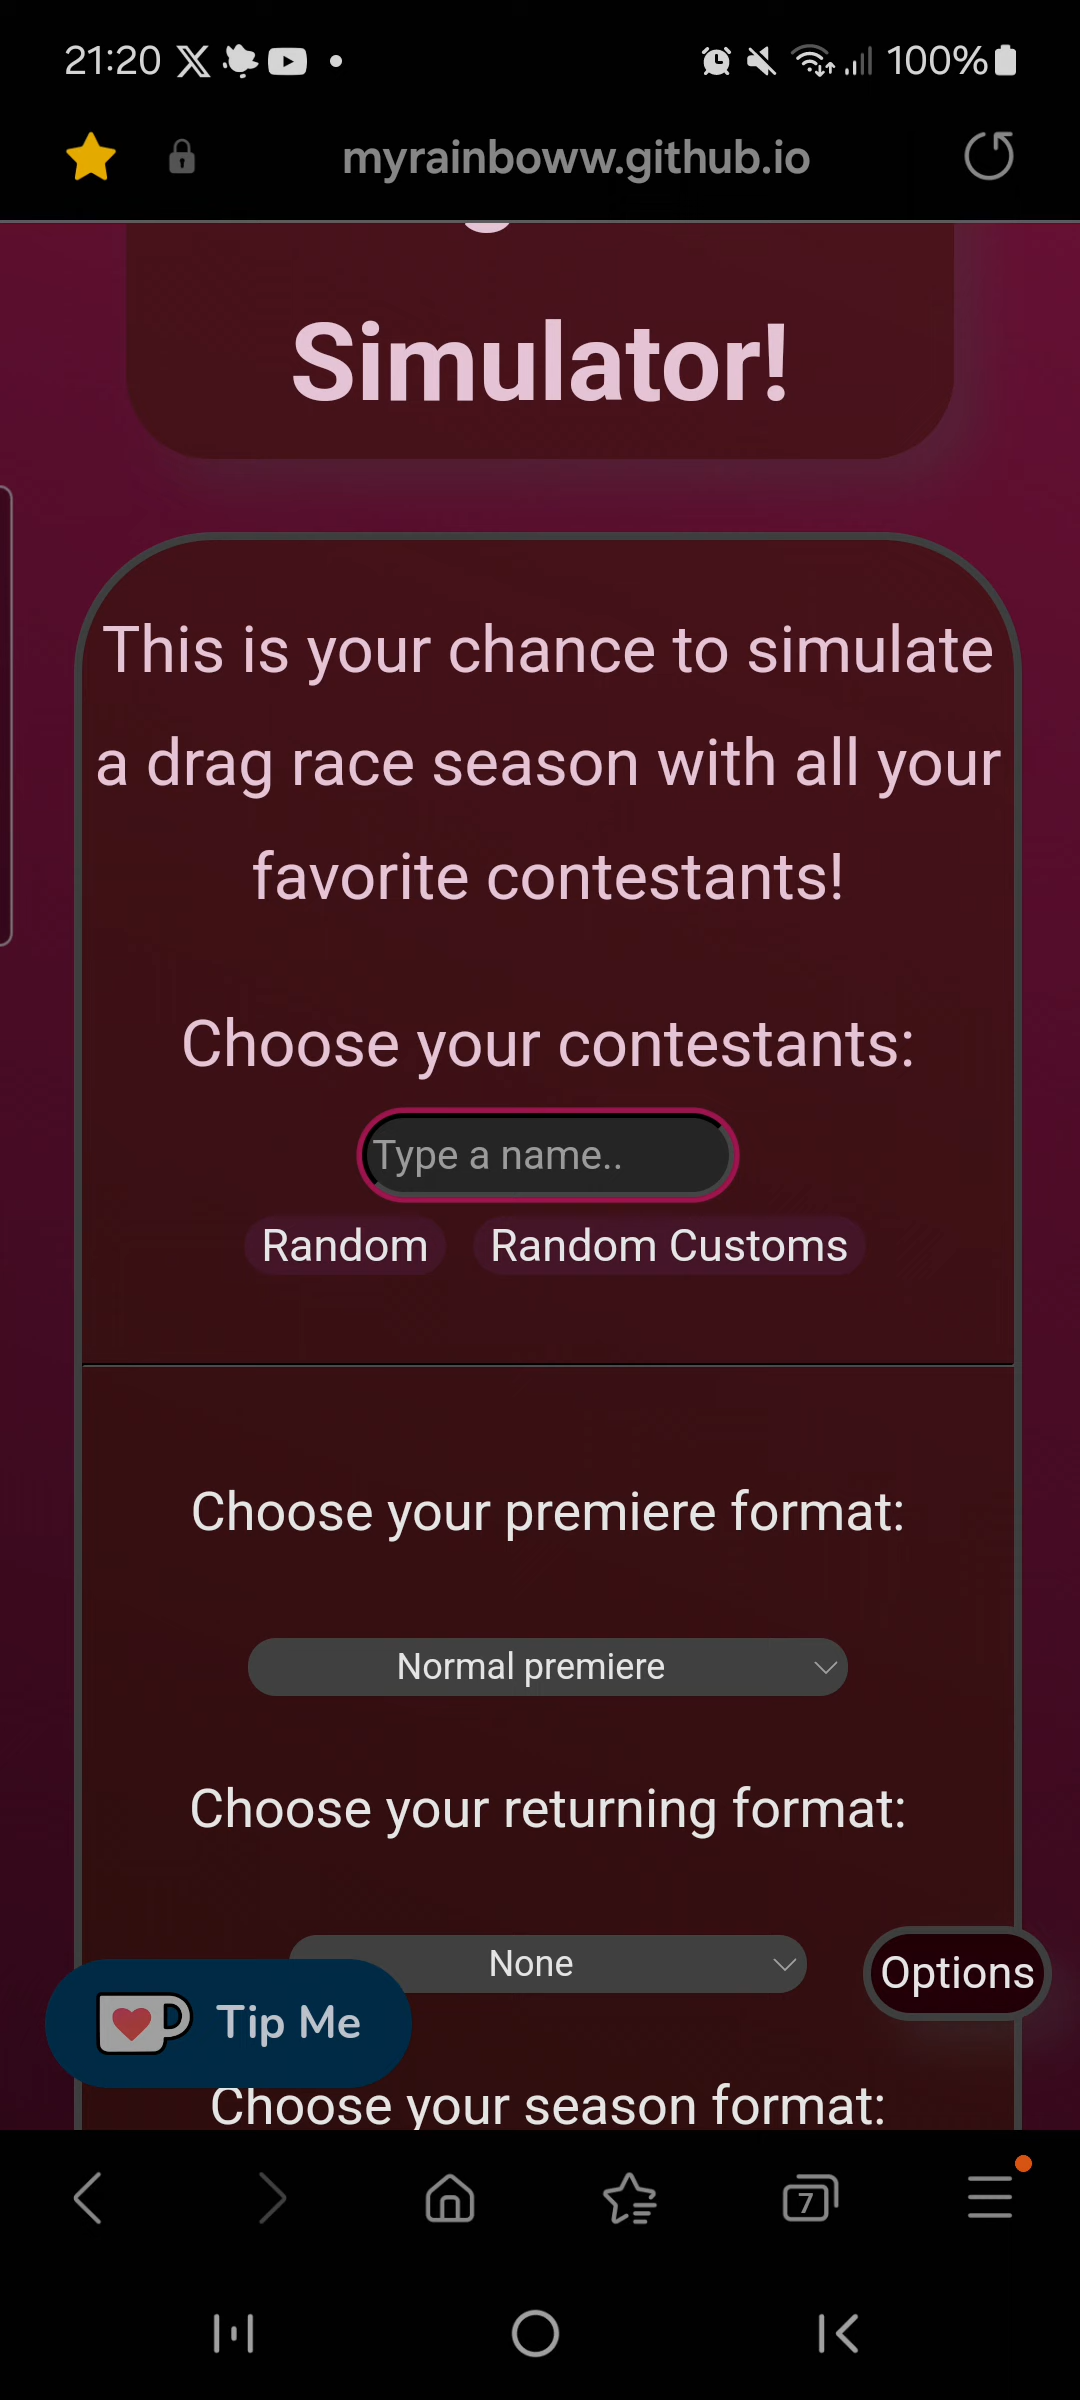 21:20
100%
myrainboww.github.io
Simulator!
This is your chance to simulate
a drag race season with all your
favorite contestants!
Choose your contestants:
Type a name..
Random Random Customs
Choose your premiere format:
Normal premiere
Choose your returning format:
None
Options
Tip Me
Choose your season format:
7